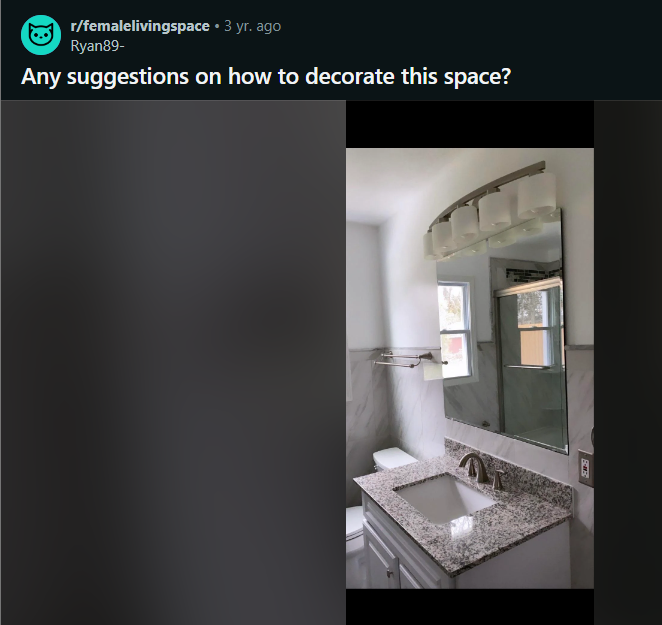 r/femalelivingspace • 3 yr. ago
Ryan89-
Any suggestions on how to decorate this space?